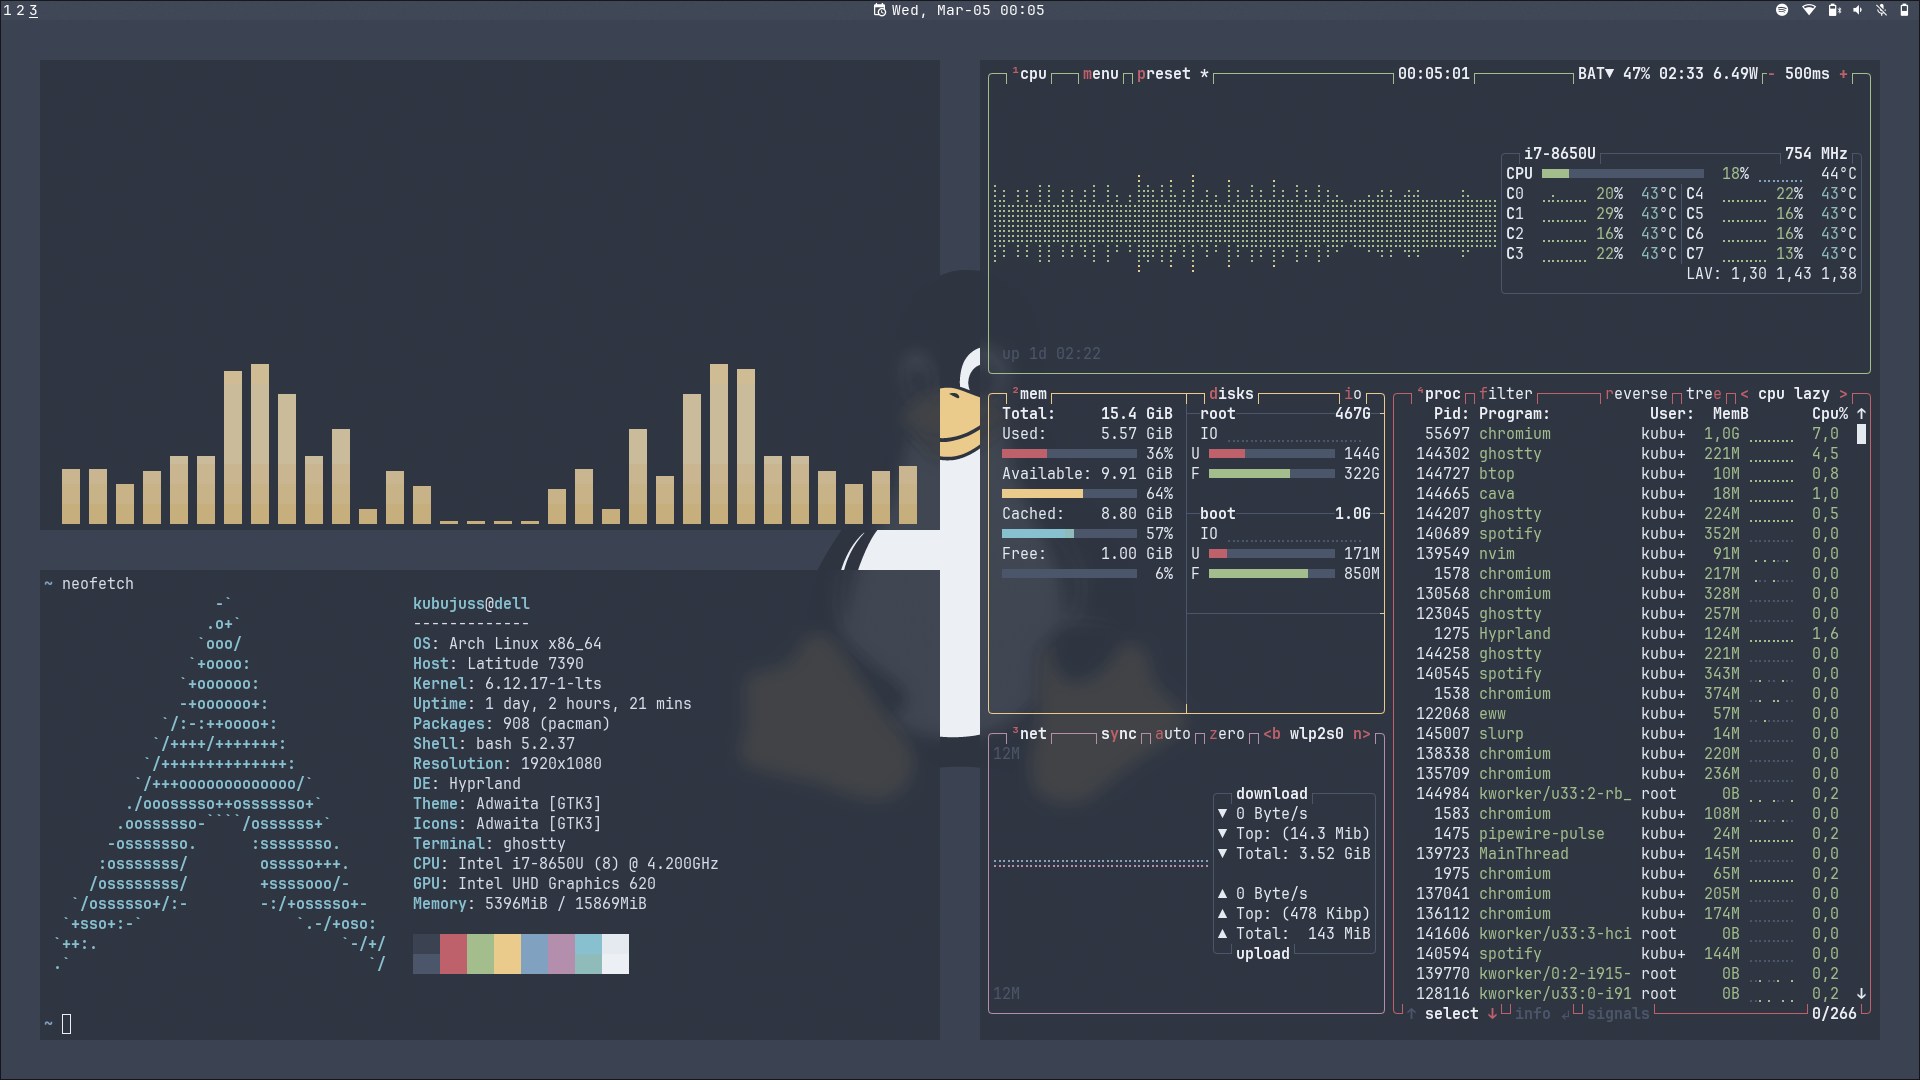 1 2 3
Wed, Mar-05 00:05
~ neofetch
-`
.o+`
`ooo/
`+oooo:
`+oooooo:
-+oooooo+:
`/:-:++oooo+:
`/++++/+++++++:
`/++++++++++++++:
`/+++ooooooooooooo/`
./ooosssso++osssssso+`
.oossssso-````/ossssss+`
-osssssso. :ssssssso.
:osssssss/ osssso+++.
/ossssssss/ +ssssooo/-
`/ossssso+/:- -:/+osssso+-
`+sso+:-` `.-/+oso:
`++:. `-/+/
.` `/
kubujuss@dell
-------------
OS: Arch Linux x86_64
Host: Latitude 7390
Kernel: 6.12.17-1-lts
Uptime: 1 day, 2 hours, 21 mins
Packages: 908 (pacman)
Shell: bash 5.2.37
Resolution: 1920x1080
DE: Hyprland
Theme: Adwaita [GTK3]
Icons: Adwaita [GTK3]
Terminal: ghostty
CPU: Intel i7-8650U (8) @ 4.200GHz
GPU: Intel UHD Graphics 620
Memory: 5396MiB / 15869MiB
~
¹cpu menu preset * 00:05:01 BAT▼ 47% 02:33 6.49W - 500ms +
i7-8650U 754 MHz
CPU 18% 44°C
C0 20% 43°C C4 22% 43°C
C1 29% 43°C C5 16% 43°C
C2 16% 43°C C6 16% 43°C
C3 22% 43°C C7 13% 43°C
LAV: 1,30 1,43 1,38
up 1d 02:22
²mem disks io
Total: 15.4 GiB
Used: 5.57 GiB
36%
Available: 9.91 GiB
64%
Cached: 8.80 GiB
57%
Free: 1.00 GiB
6%
root 467G
IO
U 144G
F 322G
boot 1.0G
IO
U 171M
F 850M
³net sync auto zero <b wlp2s0 n>
12M
download
▼ 0 Byte/s
▼ Top: (14.3 Mib)
▼ Total: 3.52 GiB
▲ 0 Byte/s
▲ Top: (478 Kibp)
▲ Total: 143 MiB
upload
12M
⁴proc filter reverse tree < cpu lazy >
Pid: Program: User: MemB Cpu% ↑
55697 chromium kubu+ 1,0G 7,0
144302 ghostty kubu+ 221M 4,5
144727 btop kubu+ 10M 0,8
144665 cava kubu+ 18M 1,0
144207 ghostty kubu+ 224M 0,5
140689 spotify kubu+ 352M 0,0
139549 nvim kubu+ 91M 0,0
1578 chromium kubu+ 217M 0,0
130568 chromium kubu+ 328M 0,0
123045 ghostty kubu+ 257M 0,0
1275 Hyprland kubu+ 124M 1,6
144258 ghostty kubu+ 221M 0,0
140545 spotify kubu+ 343M 0,0
1538 chromium kubu+ 374M 0,0
122068 eww kubu+ 57M 0,0
145007 slurp kubu+ 14M 0,0
138338 chromium kubu+ 220M 0,0
135709 chromium kubu+ 236M 0,0
144984 kworker/u33:2-rb_ root 0B 0,2
1583 chromium kubu+ 108M 0,0
1475 pipewire-pulse kubu+ 24M 0,2
139723 MainThread kubu+ 145M 0,0
1975 chromium kubu+ 65M 0,2
137041 chromium kubu+ 205M 0,0
136112 chromium kubu+ 174M 0,0
141606 kworker/u33:3-hci root 0B 0,0
140594 spotify kubu+ 144M 0,0
139770 kworker/0:2-i915- root 0B 0,2
128116 kworker/u33:0-i91 root 0B 0,2 ↓
↑ select ↓ info ↲ signals 0/266